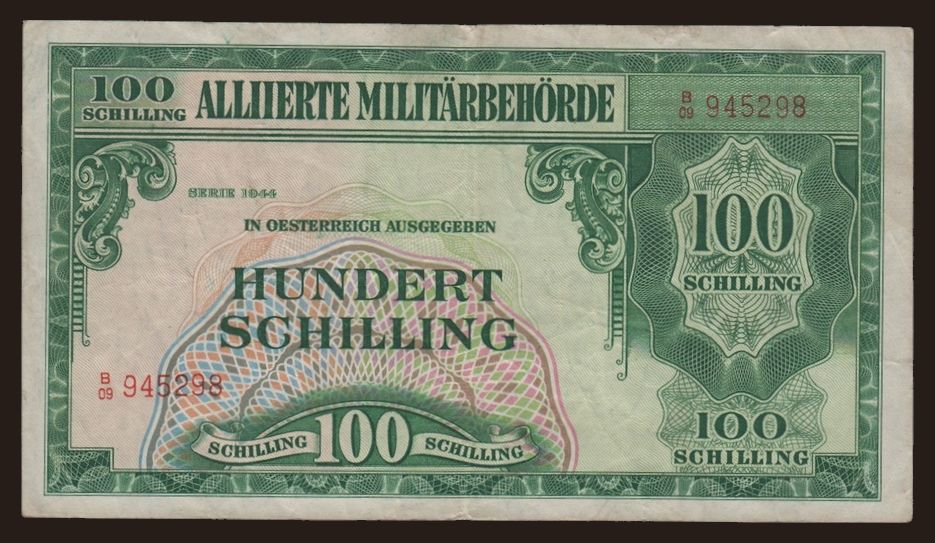 100
SCHILLING
ALLIIERTE MILITÄRBEHÖRDE
B
09 945298
SERIE 1944
IN OESTERREICH AUSGEGEBEN
HUNDERT
SCHILLING
100
SCHILLING
B
09 945298
SCHILLING 100 SCHILLING
100
SCHILLING